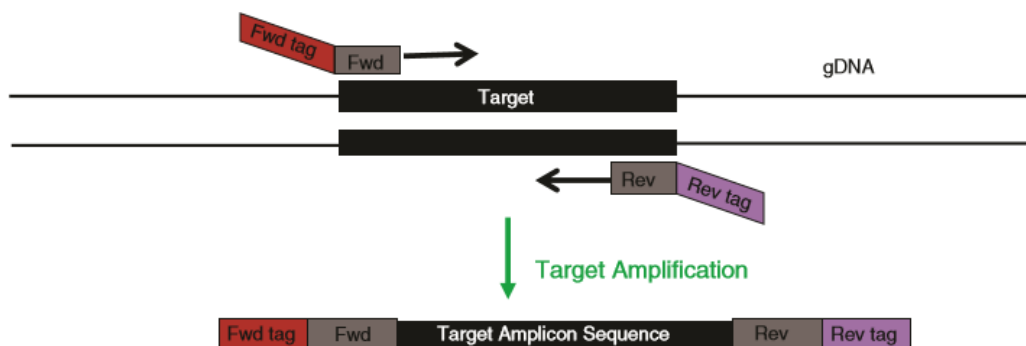 Fwd tag
Fwd
gDNA
Target
Rev
Rev tag
Target Amplification
Fwd tag Fwd Target Amplicon Sequence Rev Rev tag